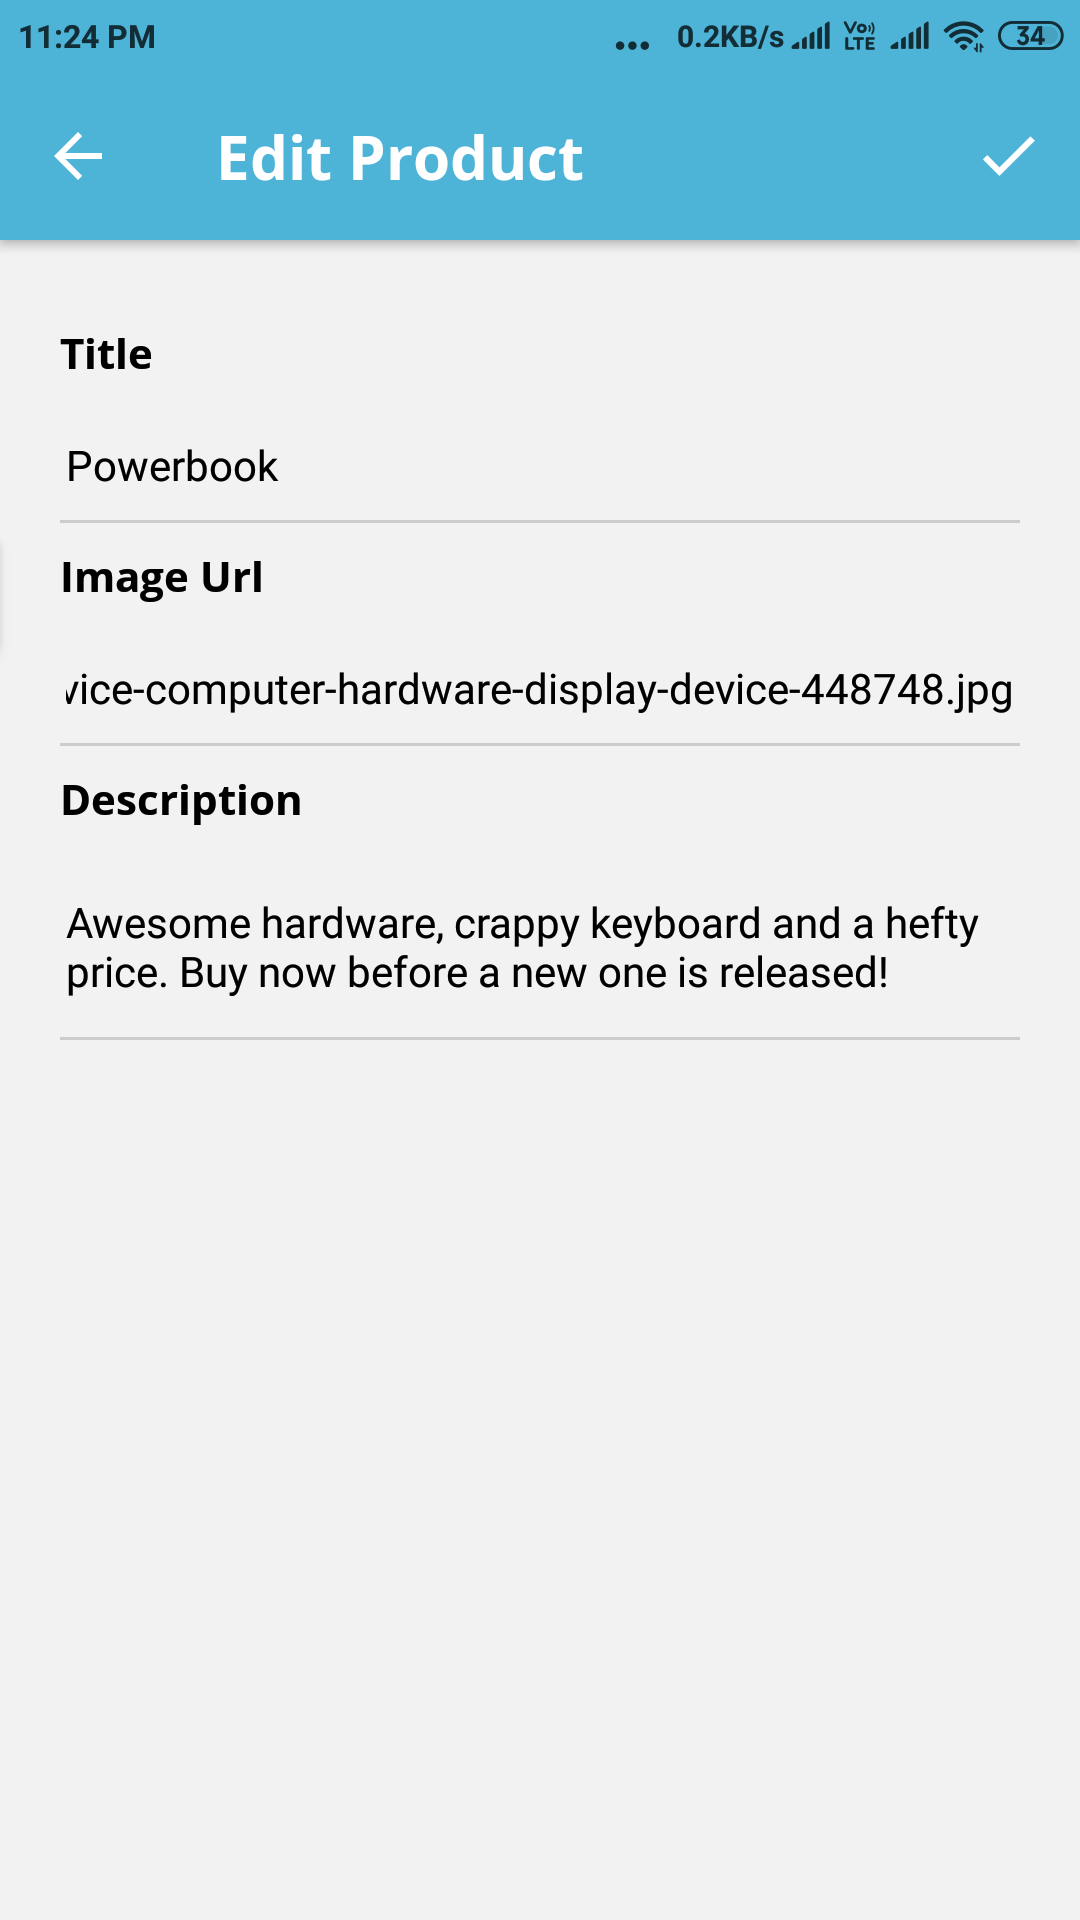 11:24 PM ... 0.2KB/s Vo)) LTE 34
Edit Product
Title
Powerbook
Image Url
vice-computer-hardware-display-device-448748.jpg
Description
Awesome hardware, crappy keyboard and a hefty
price. Buy now before a new one is released!